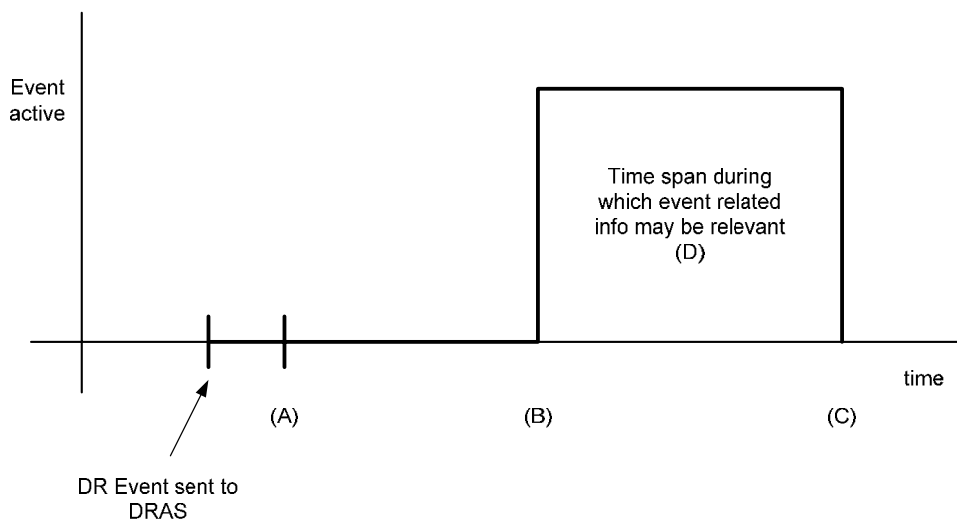 Event
active
Time span during
which event related
info may be relevant
(D)
time
(A)
(B)
(C)
DR Event sent to
DRAS